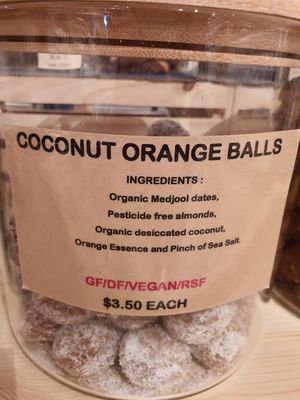 COCONUT ORANGE BALLS
INGREDIENTS :
Organic Medjool dates,
Pesticide free almonds,
Organic desiccated coconut,
Orange Essence and Pinch of Sea Salt.
GF/DF/VEGAN/RSF
$3.50 EACH